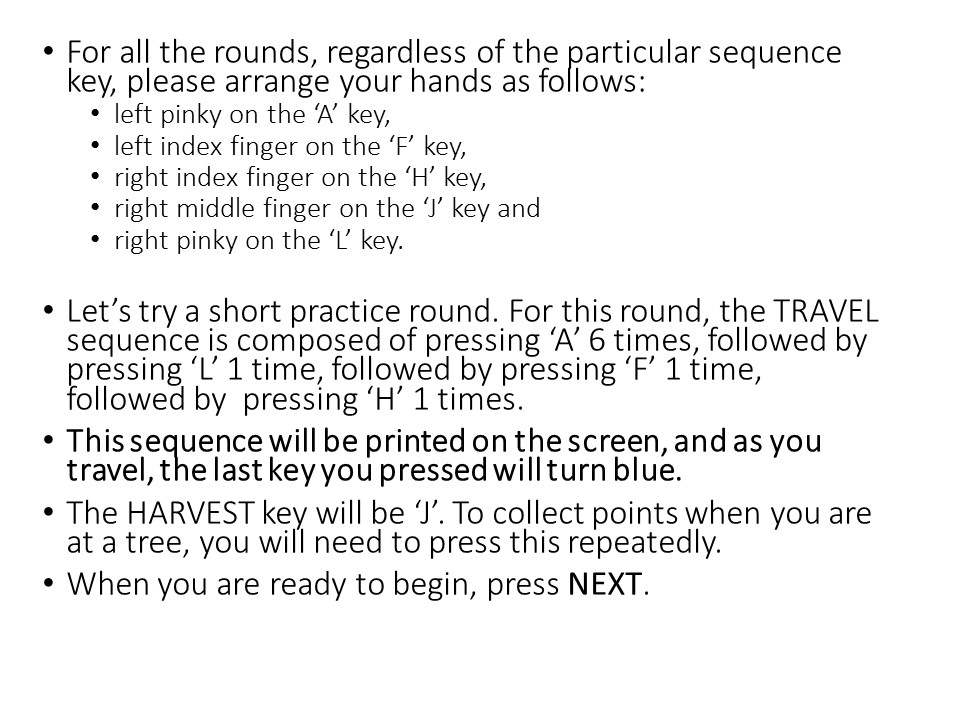 • For all the rounds, regardless of the particular sequence
key, please arrange your hands as follows:
• left pinky on the ‘A’ key,
• left index finger on the ‘F’ key,
• right index finger on the ‘H’ key,
• right middle finger on the ‘J’ key and
• right pinky on the ‘L’ key.
• Let’s try a short practice round. For this round, the TRAVEL
sequence is composed of pressing ‘A’ 6 times, followed by
pressing ‘L’ 1 time, followed by pressing ‘F’ 1 time,
followed by  pressing ‘H’ 1 times.
• This sequence will be printed on the screen, and as you
travel, the last key you pressed will turn blue.
• The HARVEST key will be ‘J’. To collect points when you are
at a tree, you will need to press this repeatedly.
• When you are ready to begin, press NEXT.